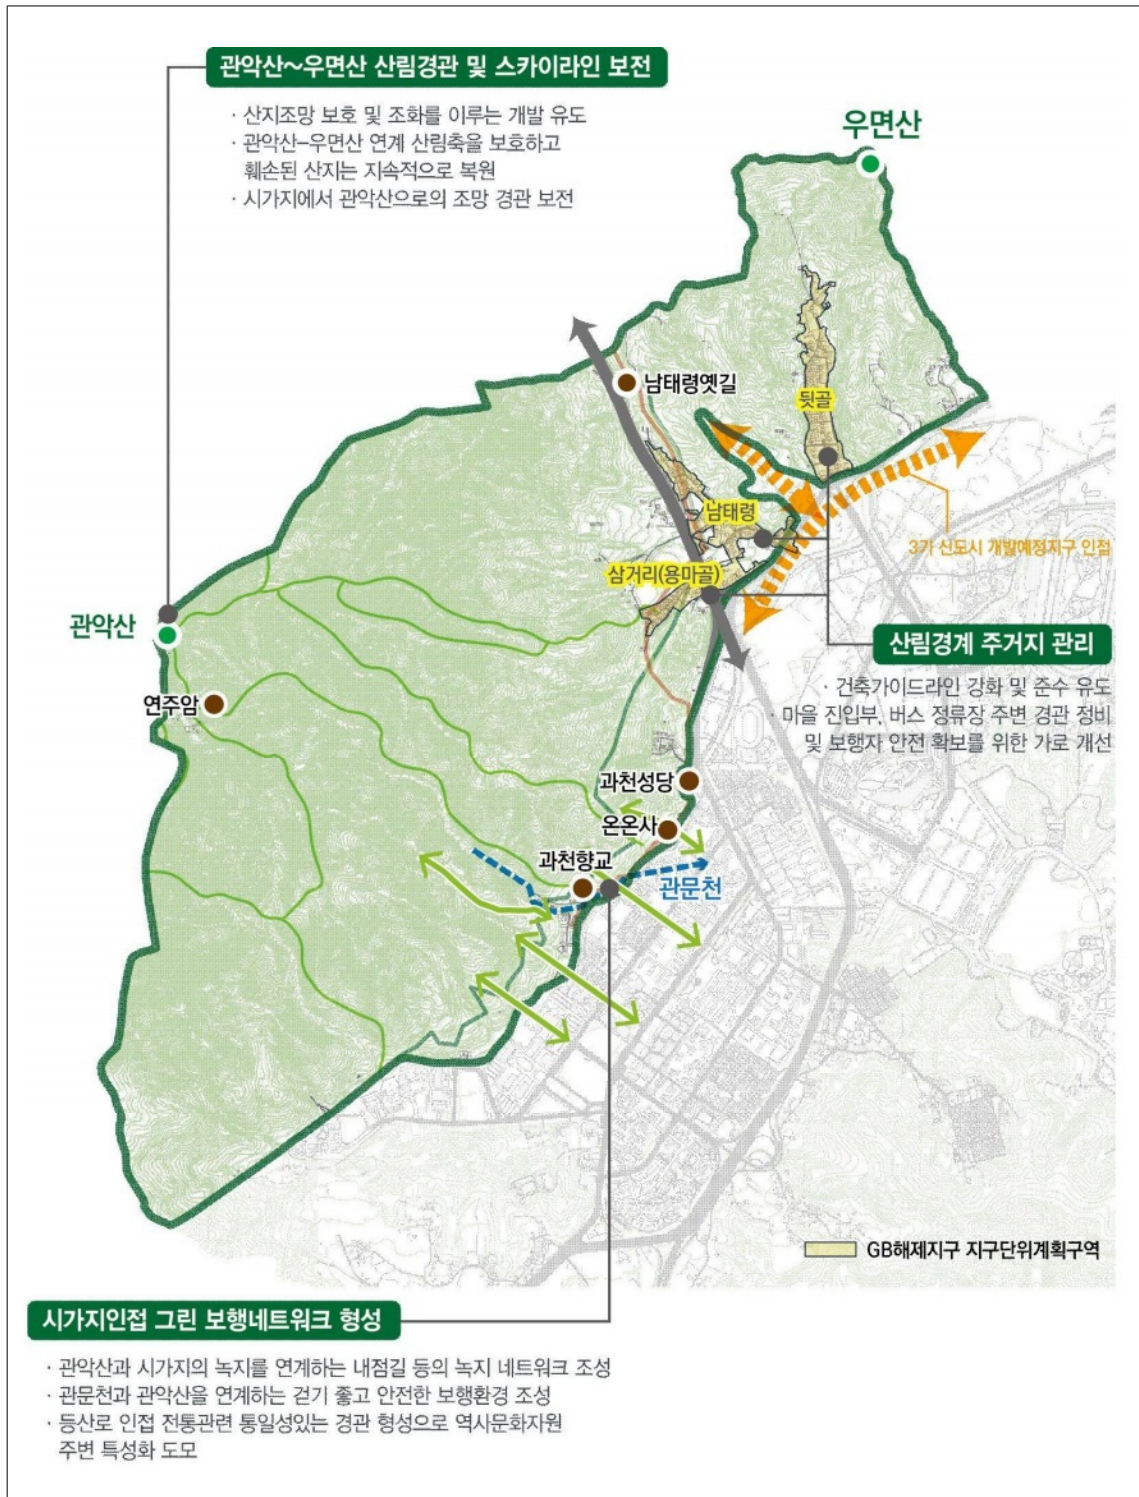 관악산~우면산 산림경관 및 스카이라인 보전
· 산지조망 보호 및 조화를 이루는 개발 유도
· 관악산-우면산 연계 산림축을 보호하고
훼손된 산지는 지속적으로 복원
· 시가지에서 관악산으로의 조망 경관 보전
우면산
남태령옛길
뒷골
남태령
3기 신도시 개발예정지구 인접
삼거리(용마골)
관악산
산림경계 주거지 관리
· 건축가이드라인 강화 및 준수 유도
· 마을 진입부, 버스 정류장 주변 경관 정비
및 보행자 안전 확보를 위한 가로 개선
연주암
과천성당
온온사
과천향교
관문천
GB해제지구 지구단위계획구역
시가지인접 그린 보행네트워크 형성
· 관악산과 시가지의 녹지를 연계하는 내점길 등의 녹지 네트워크 조성
· 관문천과 관악산을 연계하는 걷기 좋고 안전한 보행환경 조성
· 등산로 인접 전통관련 통일성있는 경관 형성으로 역사문화자원
주변 특성화 도모